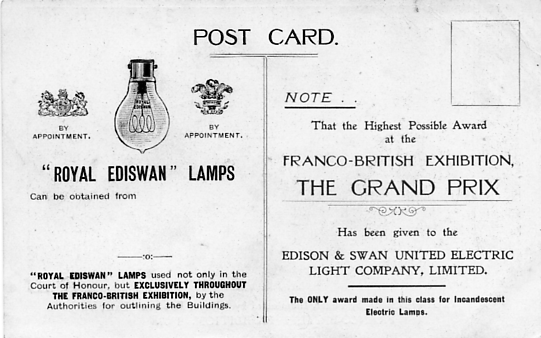 POST CARD.
BY
APPOINTMENT.
ROYAL
EDISWAN
BY
APPOINTMENT.
"ROYAL EDISWAN" LAMPS
Can be obtained from
:o:
"ROYAL EDISWAN" LAMPS used not only in the
Court of Honour, but EXCLUSIVELY THROUGHOUT
THE FRANCO-BRITISH EXHIBITION, by the
Authorities for outlining the Buildings.
NOTE . .
That the Highest Possible Award
at the
FRANCO-BRITISH EXHIBITION,
THE GRAND PRIX
Has been given to the
EDISON & SWAN UNITED ELECTRIC
LIGHT COMPANY, LIMITED.
The ONLY award made in this class for Incandescent
Electric Lamps.